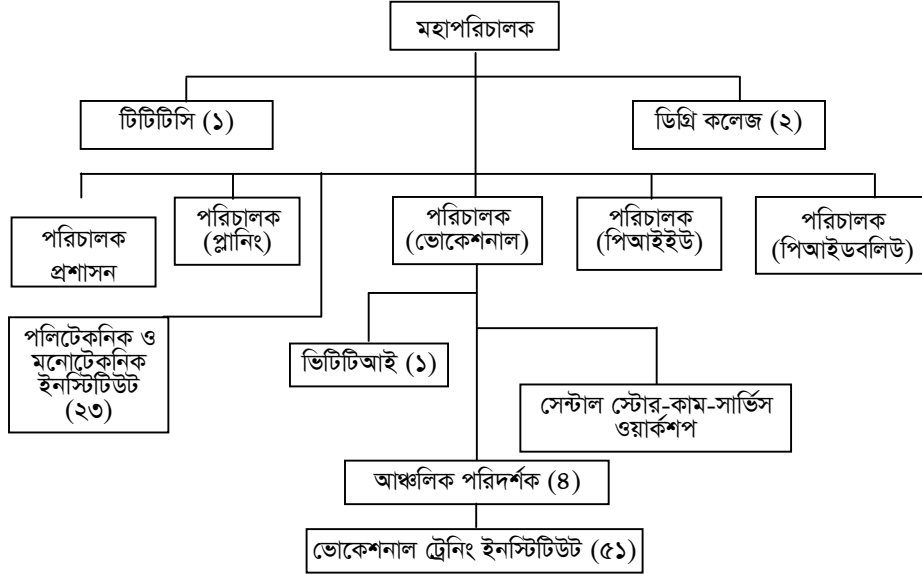 মহাপরিচালক
টিটিটিসি (১)
ডিগ্রি কলেজ (২)
পরিচালক
প্রশাসন
পরিচালক
(প্লানিং)
পরিচালক
(ভোকেশনাল)
পরিচালক
(পিআইইউ)
পরিচালক
(পিআইডবলিউ)
পলিটেকনিক ও
মনোটেকনিক
ইনস্টিটিউট
(২৩)
ভিটিটিআই (১)
সেন্টাল স্টোর-কাম-সার্ভিস
ওয়ার্কশপ
আঞ্চলিক পরিদর্শক (৪)
ভোকেশনাল ট্রেনিং ইনস্টিটিউট (৫১)